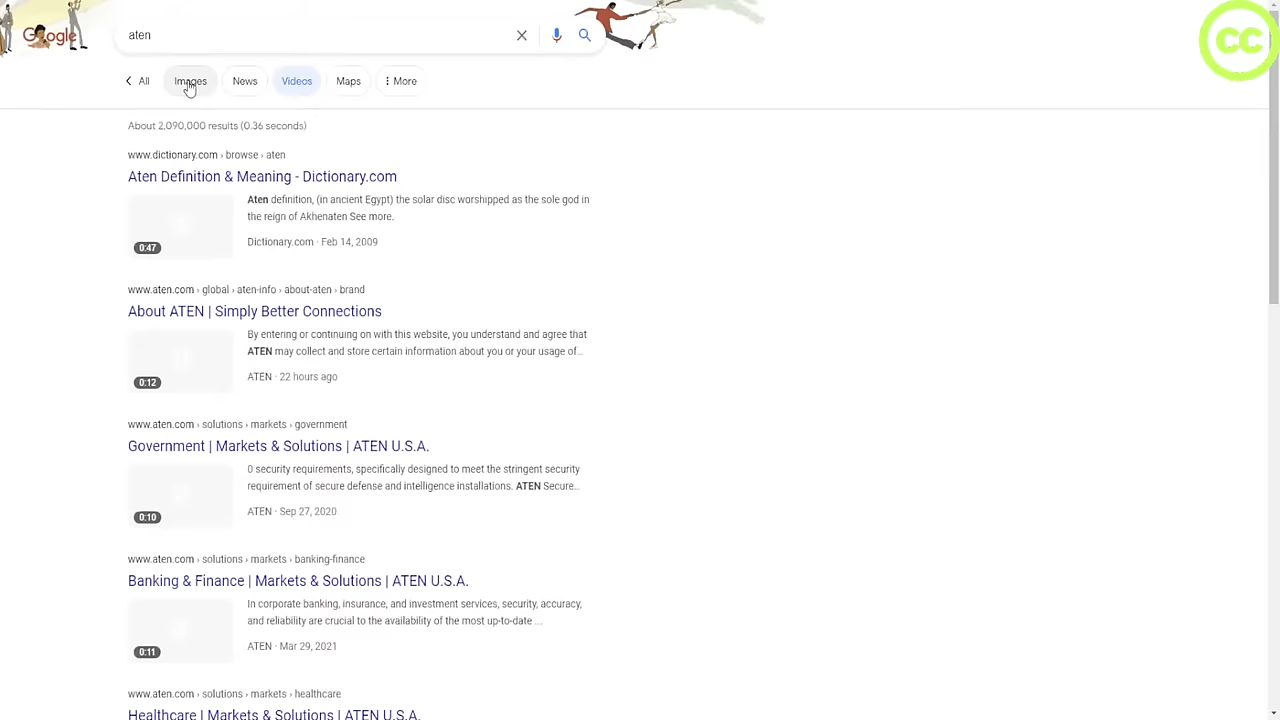 Google
aten
CC
All Images News Videos Maps More
About 2,090,000 results (0.36 seconds)
www.dictionary.com › browse › aten
Aten Definition & Meaning - Dictionary.com
Aten definition, (in ancient Egypt) the solar disc worshipped as the sole god in
the reign of Akhenaten See more.
0:47
Dictionary.com · Feb 14, 2009
www.aten.com › global › aten-info › about-aten › brand
About ATEN | Simply Better Connections
By entering or continuing on with this website, you understand and agree that
ATEN may collect and store certain information about you or your usage of...
0:12
ATEN · 22 hours ago
www.aten.com › solutions › markets › government
Government | Markets & Solutions | ATEN U.S.A.
0 security requirements, specifically designed to meet the stringent security
requirement of secure defense and intelligence installations. ATEN Secure...
0:10
ATEN · Sep 27, 2020
www.aten.com › solutions › markets › banking-finance
Banking & Finance | Markets & Solutions | ATEN U.S.A.
In corporate banking, insurance, and investment services, security, accuracy,
and reliability are crucial to the availability of the most up-to-date ...
0:11
ATEN · Mar 29, 2021
www.aten.com › solutions › markets › healthcare
Healthcare | Markets & Solutions | ATEN U.S.A.